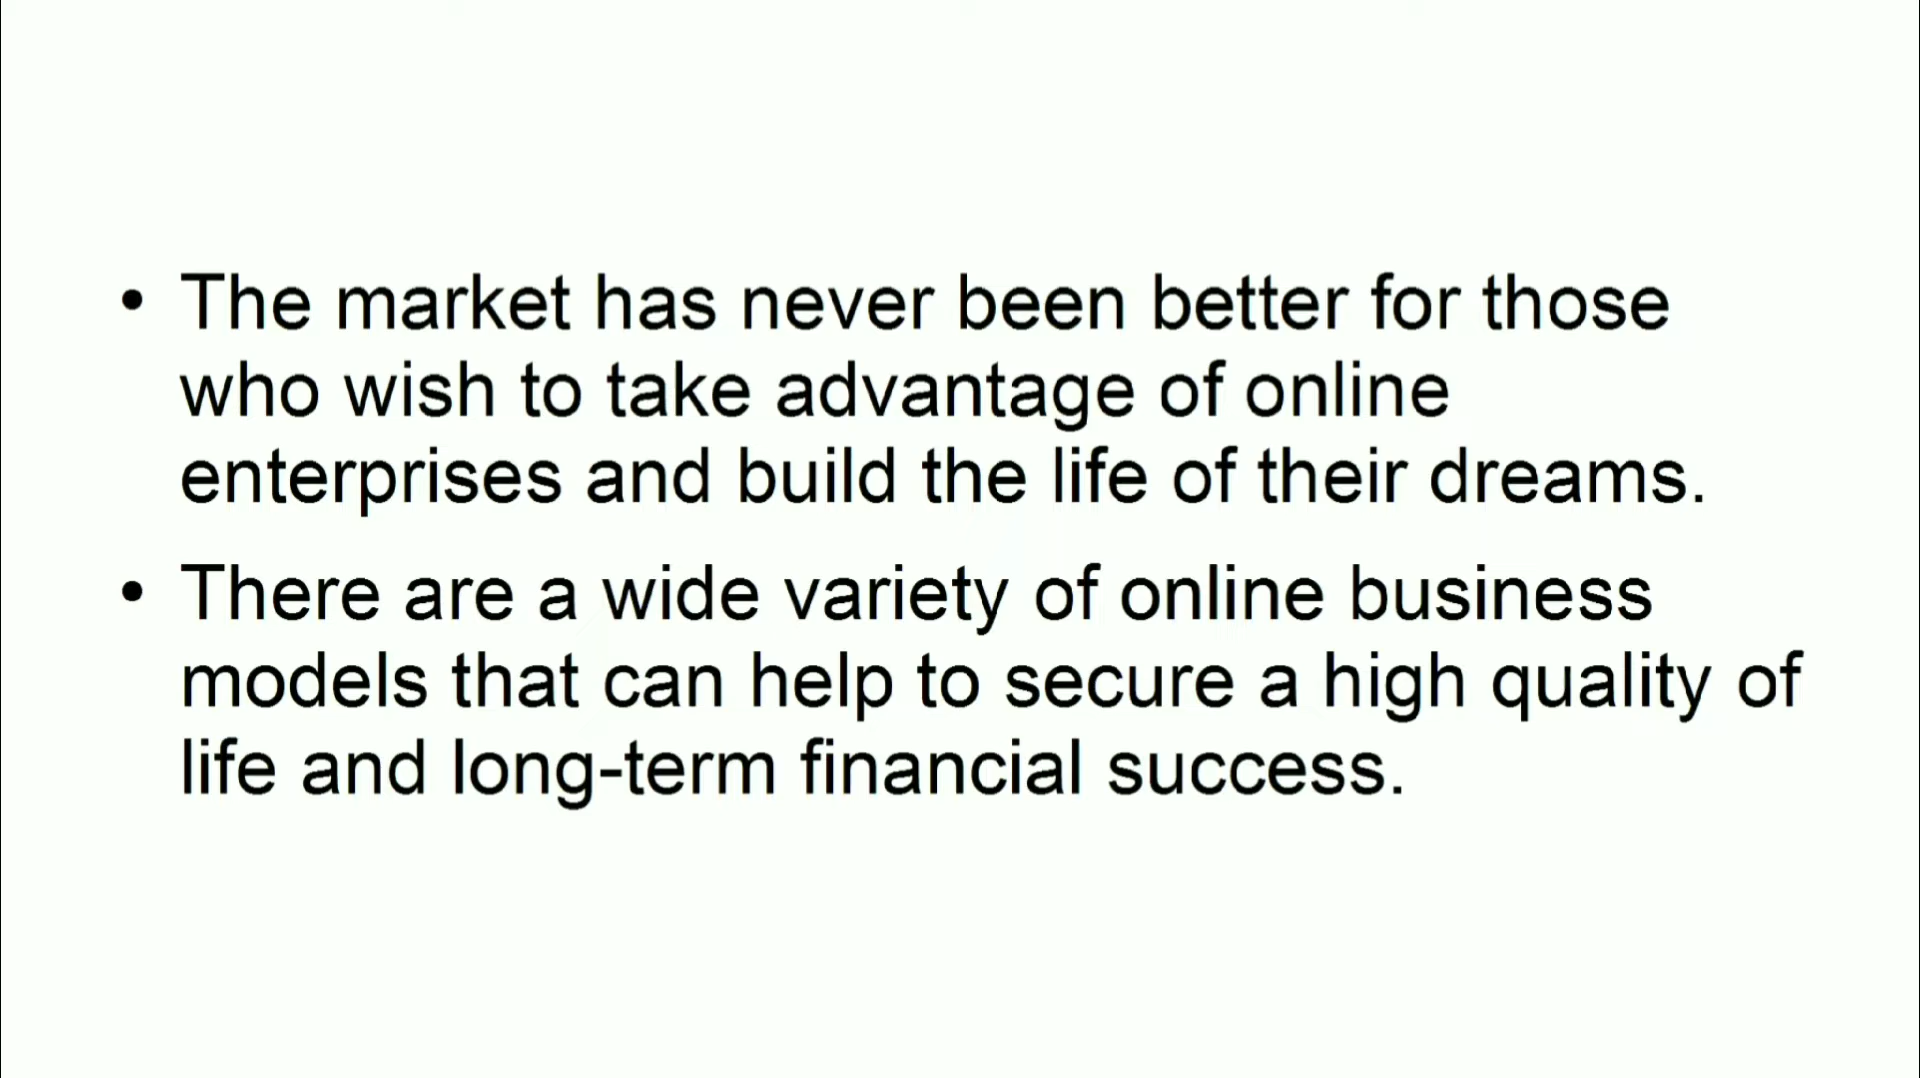 • The market has never been better for those
who wish to take advantage of online
enterprises and build the life of their dreams.
• There are a wide variety of online business
models that can help to secure a high quality of
life and long-term financial success.